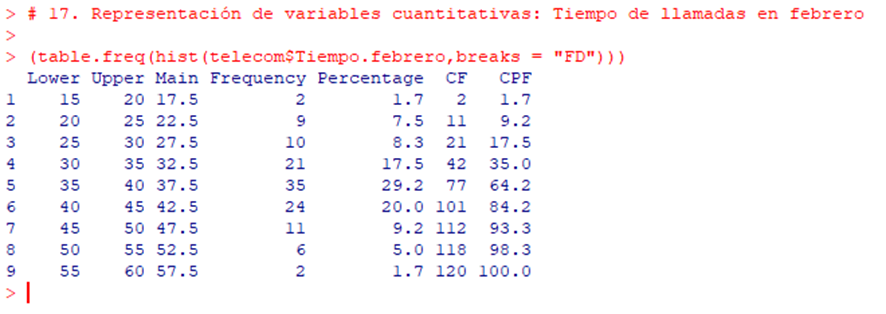 > # 17. Representación de variables cuantitativas: Tiempo de llamadas en febrero
>
> (table.freq(hist(telecom$Tiempo.febrero,breaks = "FD")))
  Lower Upper Main Frequency Percentage  CF   CPF
1    15    20 17.5         2        1.7   2   1.7
2    20    25 22.5         9        7.5  11   9.2
3    25    30 27.5        10        8.3  21  17.5
4    30    35 32.5        21       17.5  42  35.0
5    35    40 37.5        35       29.2  77  64.2
6    40    45 42.5        24       20.0 101  84.2
7    45    50 47.5        11        9.2 112  93.3
8    50    55 52.5         6        5.0 118  98.3
9    55    60 57.5         2        1.7 120 100.0
>